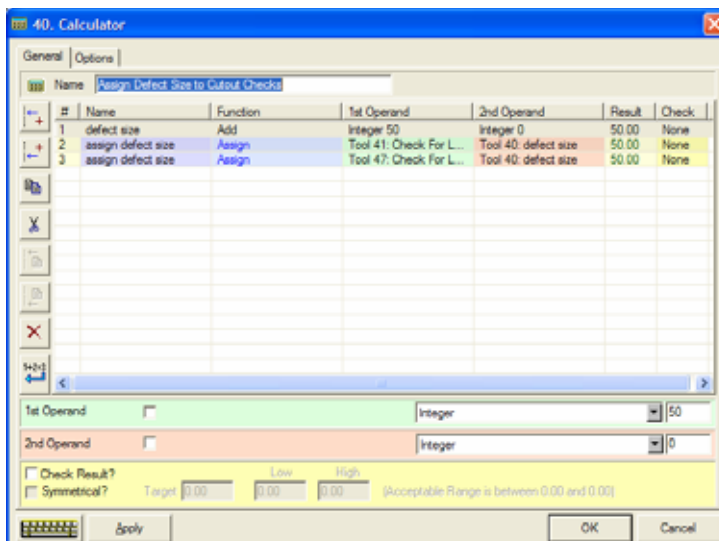 40. Calculator
General Options
Name Assign Defect Size to Cutout Checks
# Name Function 1st Operand 2nd Operand Result Check
1 defect size Add Integer 50 Integer 0 50.00 None
2 assign defect size Assign Tool 41: Check For L... Tool 40: defect size 50.00 None
3 assign defect size Assign Tool 47: Check For L... Tool 40: defect size 50.00 None
1st Operand Integer 50
2nd Operand Integer 0
Check Result? Low High
Symmetrical? Target 0.00 0.00 0.00 (Acceptable Range is between 0.00 and 0.00)
Apply OK Cancel